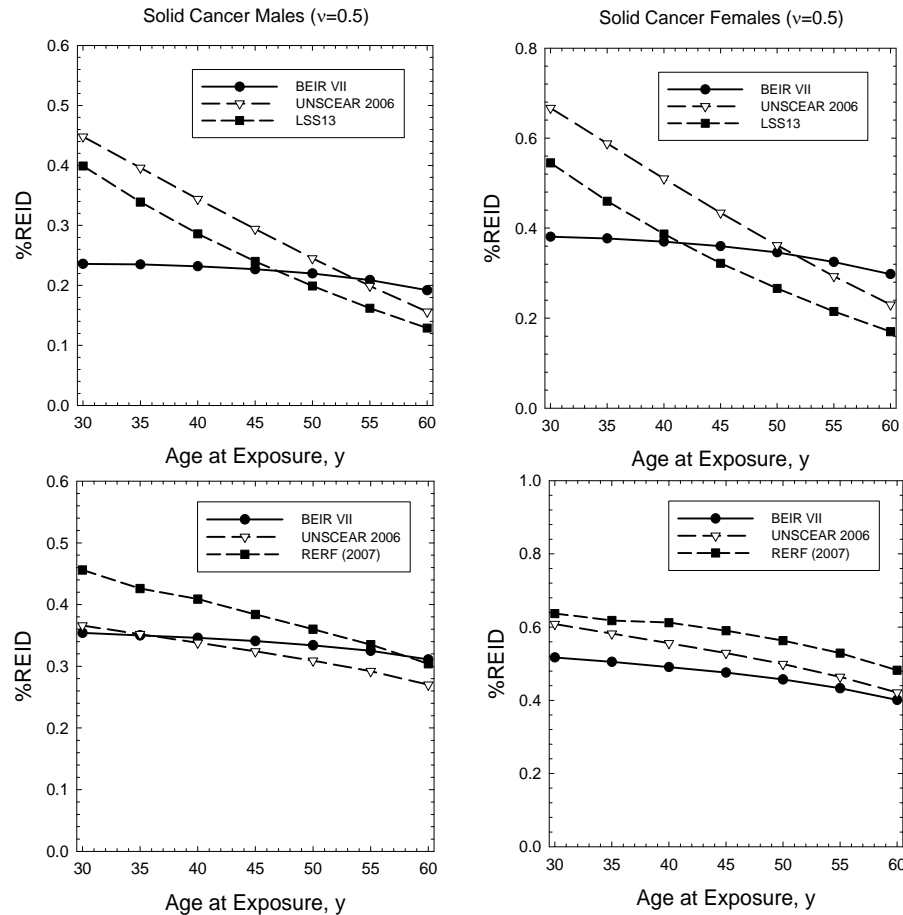 Solid Cancer Males (ν=0.5)
0.6
0.5
0.4
0.3
0.2
0.1
0.0
%REID
BEIR VII
UNSCEAR 2006
LSS13
30 35 40 45 50 55 60
Age at Exposure, y
Solid Cancer Females (ν=0.5)
0.8
0.6
0.4
0.2
0.0
%REID
BEIR VII
UNSCEAR 2006
LSS13
30 35 40 45 50 55 60
Age at Exposure, y
0.6
0.5
0.4
0.3
0.2
0.1
0.0
%REID
BEIR VII
UNSCEAR 2006
RERF (2007)
30 35 40 45 50 55 60
Age at Exposure, y
1.0
0.8
0.6
0.4
0.2
0.0
%REID
BEIR VII
UNSCEAR 2006
RERF (2007)
30 35 40 45 50 55 60
Age at Exposure, y